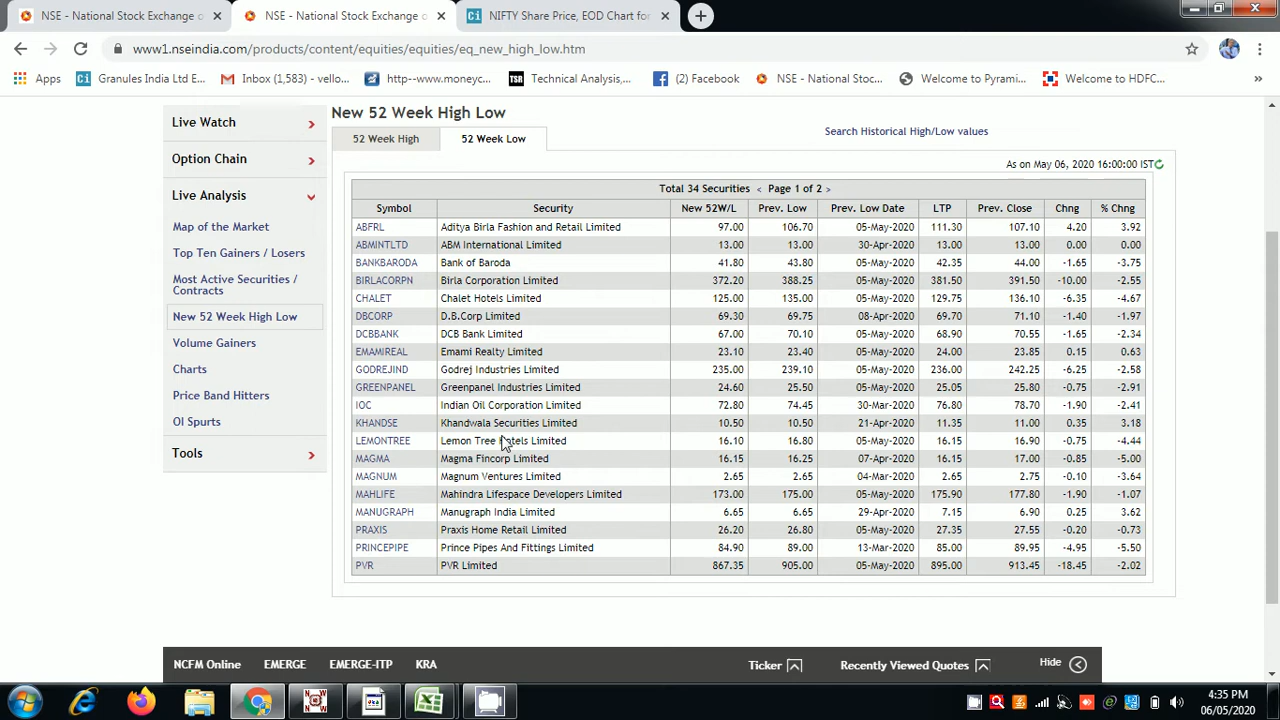 NSE - National Stock Exchange o
NSE - National Stock Exchange o
NIFTY Share Price, EOD Chart for
www1.nseindia.com/products/content/equities/equities/eq_new_high_low.htm
Apps
Granules India Ltd E...
Inbox (1,583) - vello...
http--www.moneyc...
Technical Analysis,...
(2) Facebook
NSE - National Stoc...
Welcome to Pyrami...
Welcome to HDFC...
»
Live Watch
Option Chain
Live Analysis
Map of the Market
Top Ten Gainers / Losers
Most Active Securities /
Contracts
New 52 Week High Low
Volume Gainers
Charts
Price Band Hitters
OI Spurts
Tools
New 52 Week High Low
52 Week High 52 Week Low
Search Historical High/Low values
As on May 06, 2020 16:00:00 IST
Total 34 Securities < Page 1 of 2 >
Symbol Security New 52W/L Prev. Low Prev. Low Date LTP Prev. Close Chng % Chng
ABFRL Aditya Birla Fashion and Retail Limited 97.00 106.70 05-May-2020 111.30 107.10 4.20 3.92
ABMINTLTD ABM International Limited 13.00 13.00 30-Apr-2020 13.00 13.00 0.00 0.00
BANKBARODA Bank of Baroda 41.80 43.80 05-May-2020 42.35 44.00 -1.65 -3.75
BIRLACORPN Birla Corporation Limited 372.20 388.25 05-May-2020 381.50 391.50 -10.00 -2.55
CHALET Chalet Hotels Limited 125.00 135.00 05-May-2020 129.75 136.10 -6.35 -4.67
DBCORP D.B.Corp Limited 69.30 69.75 08-Apr-2020 69.70 71.10 -1.40 -1.97
DCBBANK DCB Bank Limited 67.00 70.10 05-May-2020 68.90 70.55 -1.65 -2.34
EMAMIREAL Emami Realty Limited 23.10 23.40 05-May-2020 24.00 23.85 0.15 0.63
GODREJIND Godrej Industries Limited 235.00 239.10 05-May-2020 236.00 242.25 -6.25 -2.58
GREENPANEL Greenpanel Industries Limited 24.60 25.50 05-May-2020 25.05 25.80 -0.75 -2.91
IOC Indian Oil Corporation Limited 72.80 74.45 30-Mar-2020 76.80 78.70 -1.90 -2.41
KHANDSE Khandwala Securities Limited 10.50 10.50 21-Apr-2020 11.35 11.00 0.35 3.18
LEMONTREE Lemon Tree Hotels Limited 16.10 16.80 05-May-2020 16.15 16.90 -0.75 -4.44
MAGMA Magma Fincorp Limited 16.15 16.25 07-Apr-2020 16.15 17.00 -0.85 -5.00
MAGNUM Magnum Ventures Limited 2.65 2.65 04-Mar-2020 2.65 2.75 -0.10 -3.64
MAHLIFE Mahindra Lifespace Developers Limited 173.00 175.00 05-May-2020 175.90 177.80 -1.90 -1.07
MANUGRAPH Manugraph India Limited 6.65 6.65 29-Apr-2020 7.15 6.90 0.25 3.62
PRAXIS Praxis Home Retail Limited 26.20 26.80 05-May-2020 27.35 27.55 -0.20 -0.73
PRINCEPIPE Prince Pipes And Fittings Limited 84.90 89.00 13-Mar-2020 85.00 89.95 -4.95 -5.50
PVR PVR Limited 867.35 905.00 05-May-2020 895.00 913.45 -18.45 -2.02
NCFM Online EMERGE EMERGE-ITP KRA Ticker Recently Viewed Quotes Hide
4:35 PM
06/05/2020